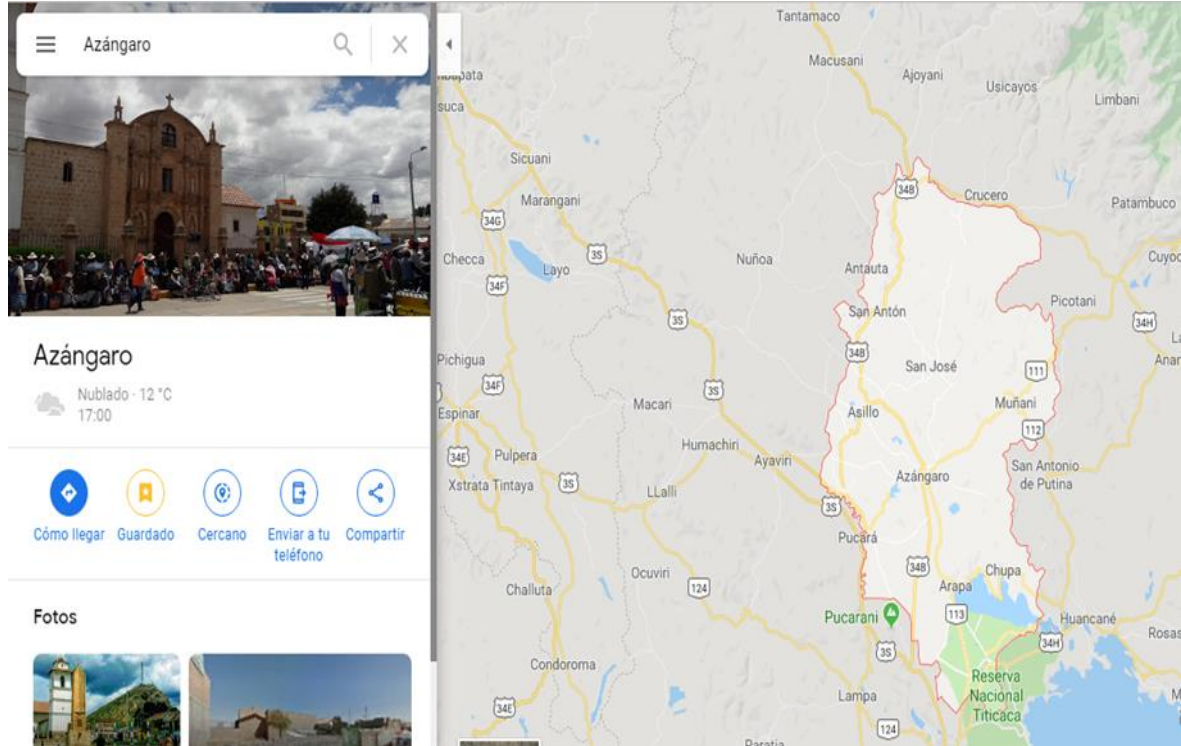 Azángaro
Azángaro
Nublado · 12 °C
17:00
Cómo llegar
Guardado
Cercano
Enviar a tu
teléfono
Compartir
Fotos
Tantamaco
Macusani
Ajoyani
Usicayos
Limbani
suca
Sicuani
Marangani
34B
Crucero
Patambuco
34G
3S
Checca
Layo
Nuñoa
Antauta
34F
Picotani
San Antón
3S
34H
34B
Pichigua
San José
111
34F
3S
Espinar
Macari
Asillo
Muñani
112
34E
Pulpera
Humachiri
Ayaviri
Azángaro
San Antonio
de Putina
Xstrata Tintaya
3S
LLalli
3S
Pucará
34B
Chupa
Challuta
Ocuviri
124
Arapa
Pucarani
113
Huancané
34H
3S
Condoroma
Reserva
Nacional
Titicaca
Lampa
34E
124
Paratia